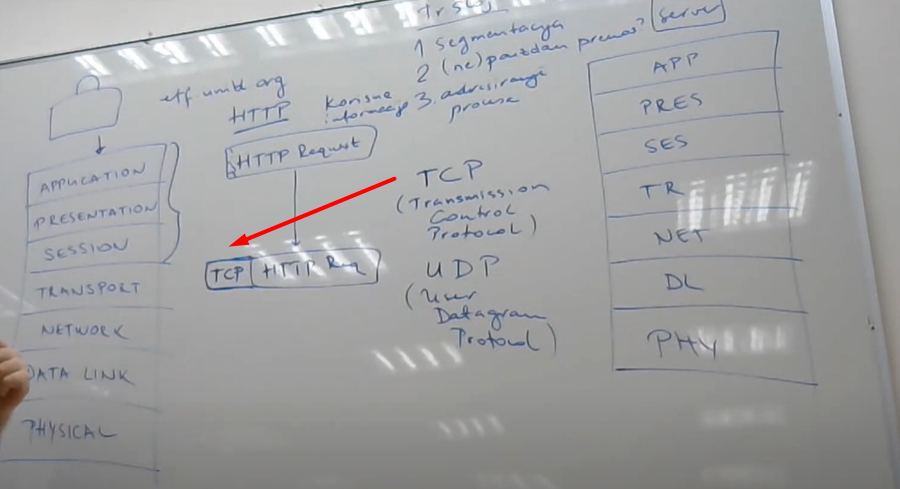 Tr sloj
1 segmentacija
2 (ne)pouzdan prenos?
3. adresiranje
procesa
server
etf.unibl.org
HTTP
Korisne
informacije
HTTP Request
TCP HTTP Req
TCP
(Transmission
Control
Protocol)
UDP
(User
Datagram
Protocol)
APPLICATION
PRESENTATION
SESSION
TRANSPORT
NETWORK
DATA LINK
PHYSICAL
APP
PRES
SES
TR
NET
DL
PHY